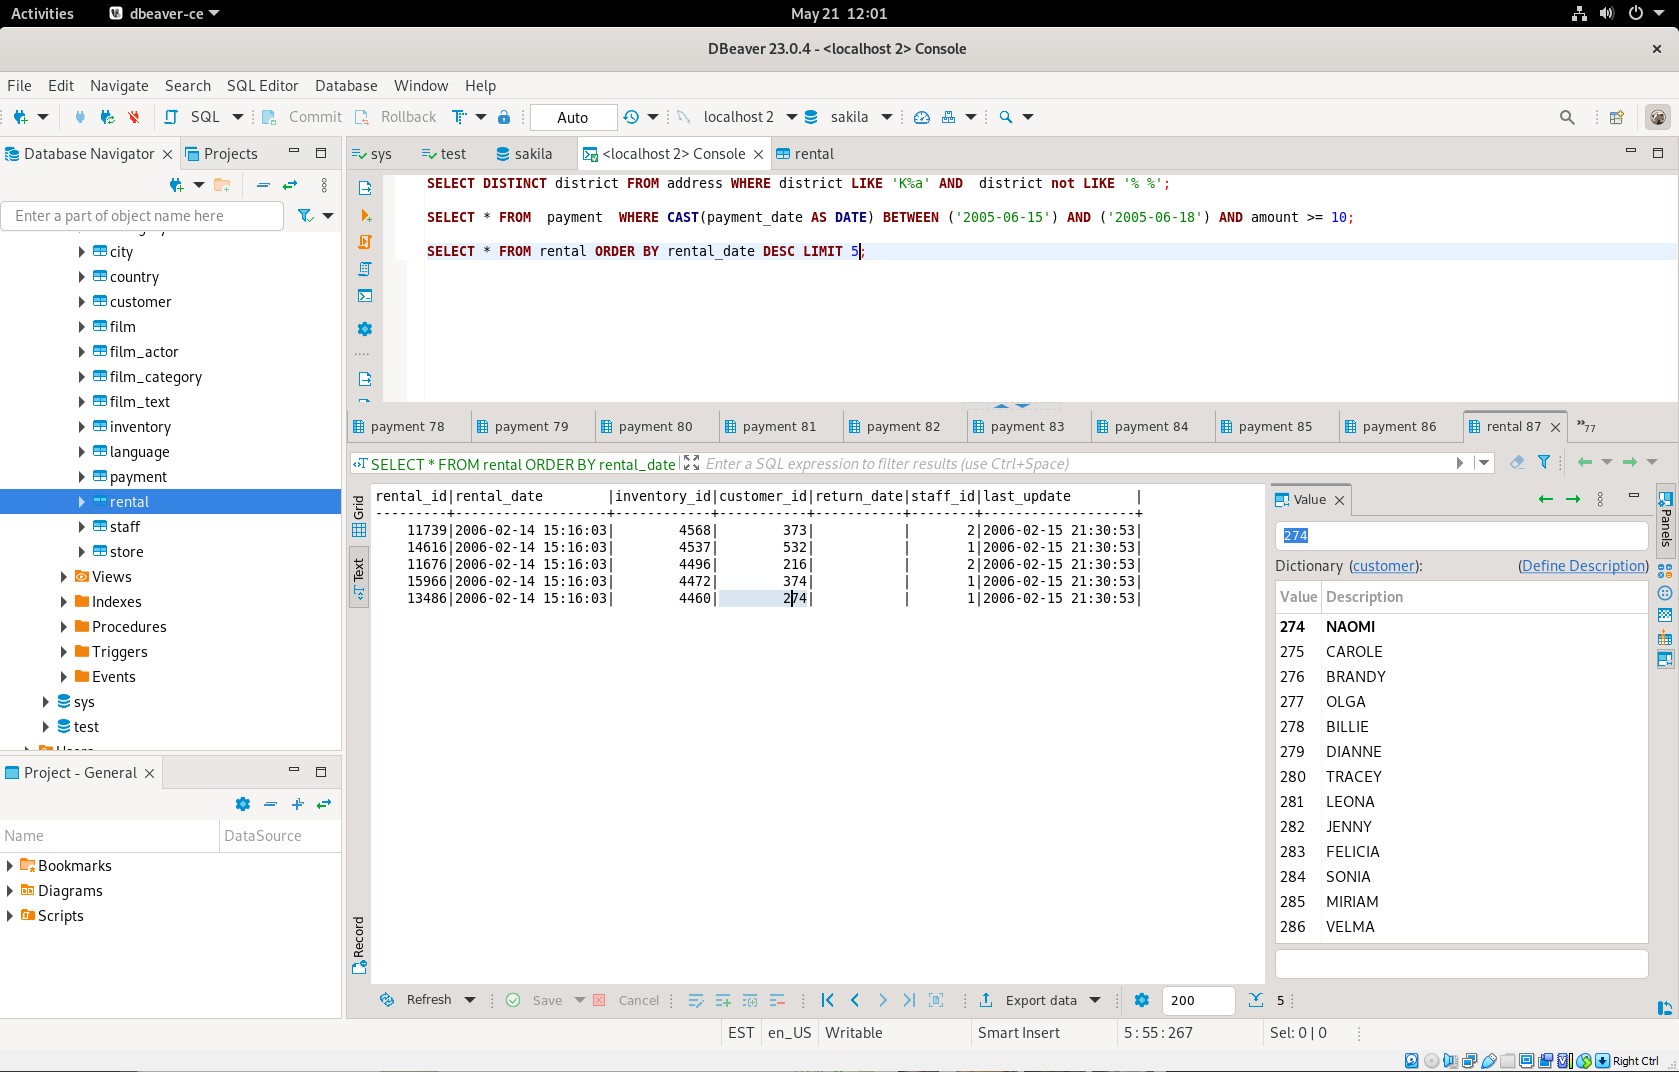 Activities dbeaver-ce May 21 12:01
DBeaver 23.0.4 - <localhost 2> Console
File Edit Navigate Search SQL Editor Database Window Help
SQL Commit Rollback Auto localhost 2 sakila
Database Navigator Projects
Enter a part of object name here
city
country
customer
film
film_actor
film_category
film_text
inventory
language
payment
rental
staff
store
Views
Indexes
Procedures
Triggers
Events
sys
test
Project - General
Name DataSource
Bookmarks
Diagrams
Scripts
sys test sakila <localhost 2> Console rental
SELECT DISTINCT district FROM address WHERE district LIKE 'K%a' AND  district not LIKE '% %';
SELECT * FROM  payment  WHERE CAST(payment_date AS DATE) BETWEEN ('2005-06-15') AND ('2005-06-18') AND amount >= 10;
SELECT * FROM rental ORDER BY rental_date DESC LIMIT 5;
payment 78 payment 79 payment 80 payment 81 payment 82 payment 83 payment 84 payment 85 payment 86 rental 87 »77
SELECT * FROM rental ORDER BY rental_date Enter a SQL expression to filter results (use Ctrl+Space)
Grid
Text
Record
rental_id|rental_date        |inventory_id|customer_id|return_date|staff_id|last_update        |
---------+-------------------+------------+-----------+-----------+--------+-------------------+
11739|2006-02-14 15:16:03|        4568|        373|           |       2|2006-02-15 21:30:53|
14616|2006-02-14 15:16:03|        4537|        532|           |       1|2006-02-15 21:30:53|
11676|2006-02-14 15:16:03|        4496|        216|           |       2|2006-02-15 21:30:53|
15966|2006-02-14 15:16:03|        4472|        374|           |       1|2006-02-15 21:30:53|
13486|2006-02-14 15:16:03|        4460|        274|           |       1|2006-02-15 21:30:53|
Value
274
Dictionary (customer): (Define Description)
Value Description
274 NAOMI
275 CAROLE
276 BRANDY
277 OLGA
278 BILLIE
279 DIANNE
280 TRACEY
281 LEONA
282 JENNY
283 FELICIA
284 SONIA
285 MIRIAM
286 VELMA
Panels
Refresh Save Cancel Export data 200 5
EST en_US Writable Smart Insert 5 : 55 : 267 Sel: 0 | 0
Right Ctrl